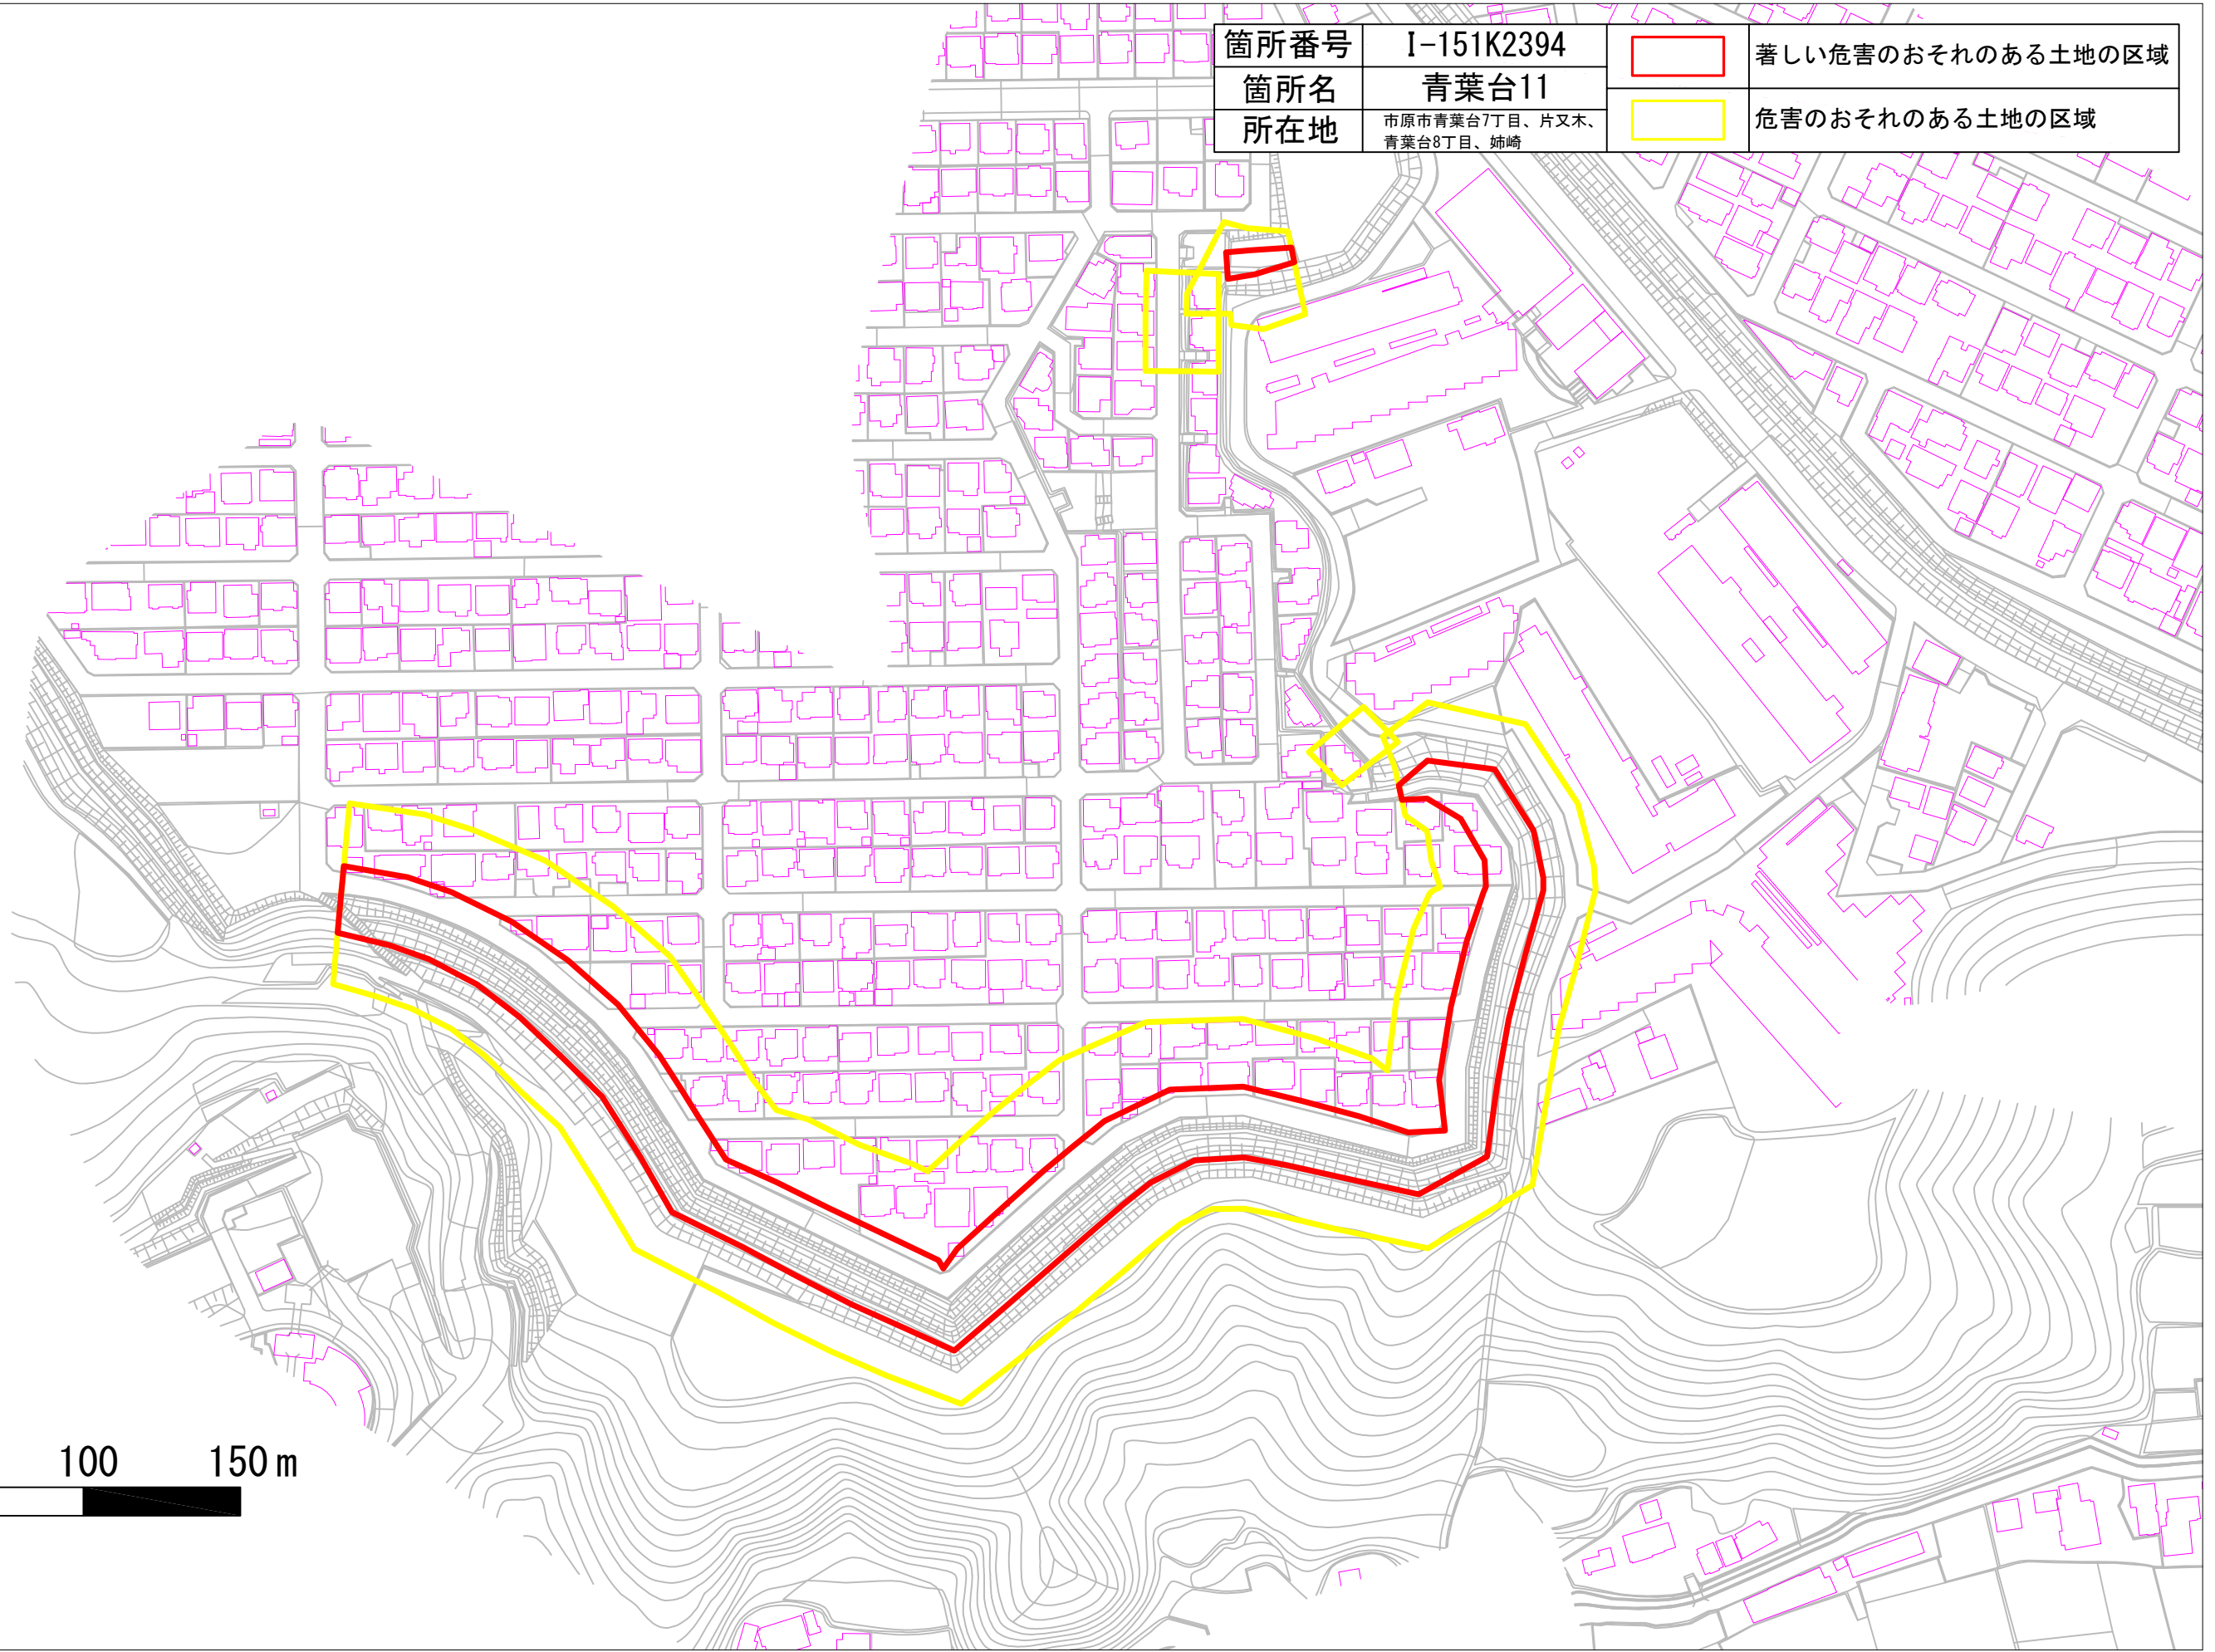 箇所番号 I-151K2394
箇所名 青葉台11
所在地 市原市青葉台7丁目、片又木、
青葉台8丁目、姉崎
著しい危害のおそれのある土地の区域
危害のおそれのある土地の区域
100 150m